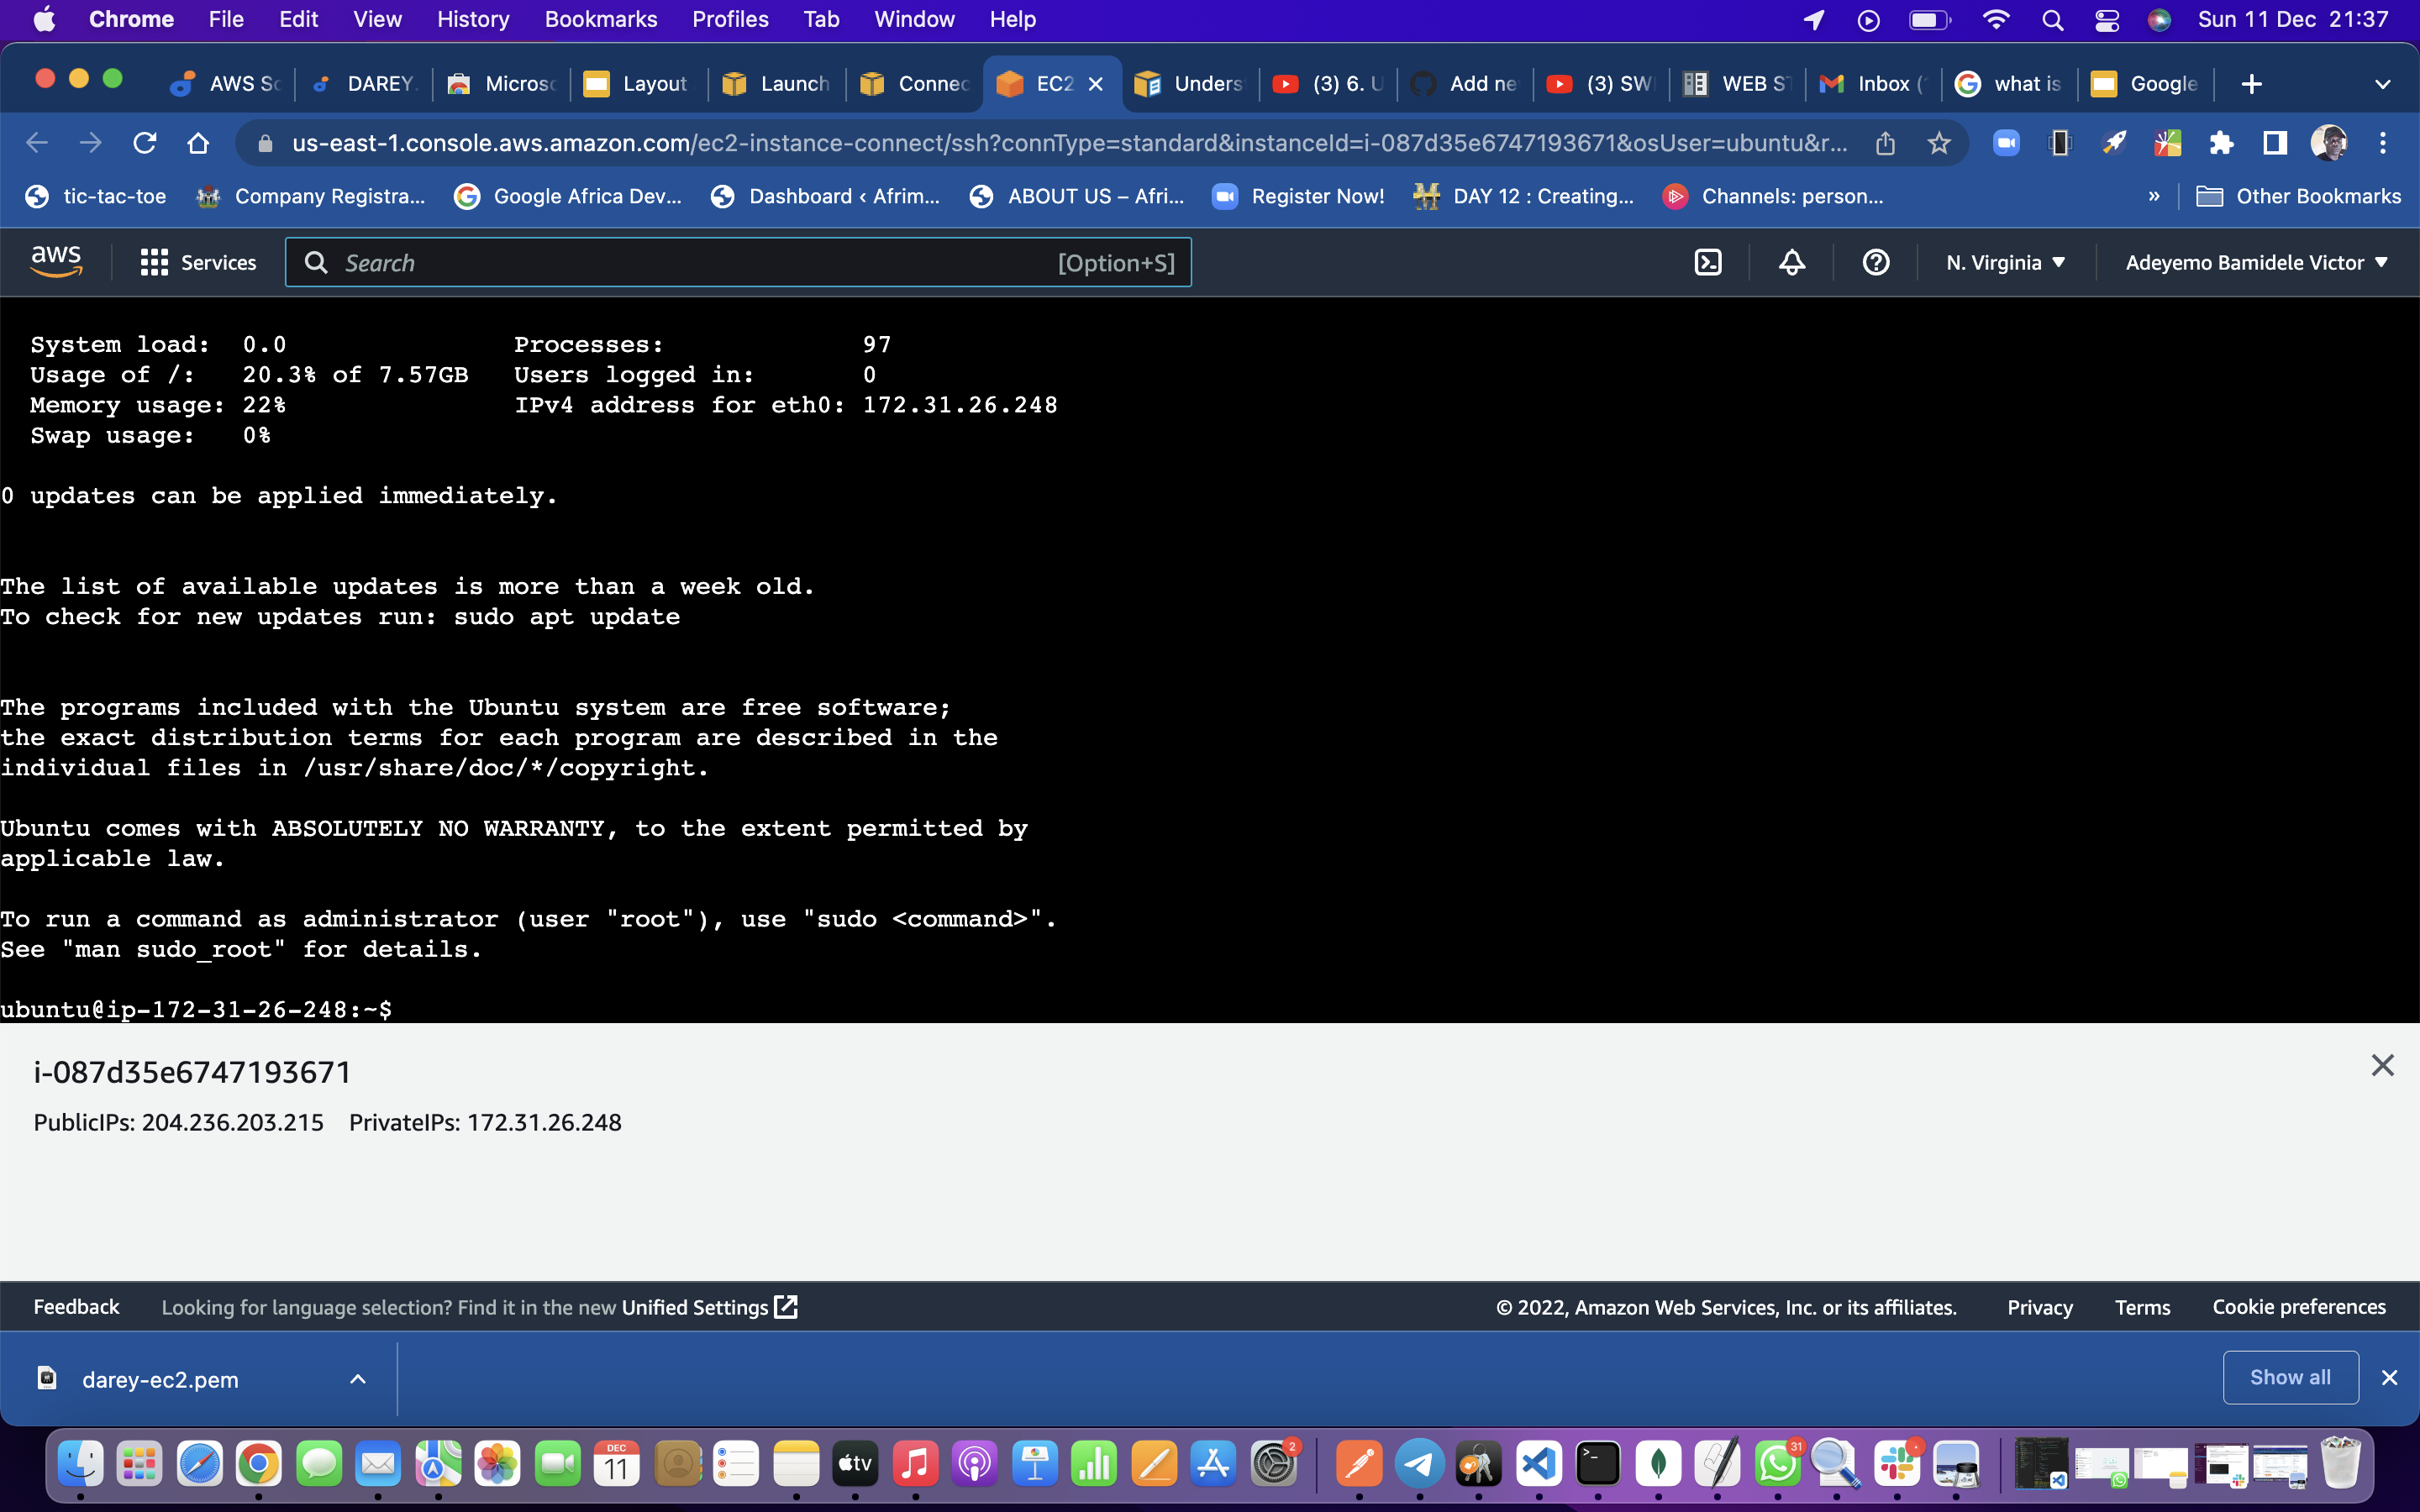 Chrome File Edit View History Bookmarks Profiles Tab Window Help Sun 11 Dec 21:37
AWS Sc DAREY. Micros Layout Launch Connec EC2 Unders (3) 6. U Add ne (3) SW WEB ST Inbox ( what is Google
us-east-1.console.aws.amazon.com/ec2-instance-connect/ssh?connType=standard&instanceId=i-087d35e6747193671&osUser=ubuntu&r...
tic-tac-toe Company Registra... Google Africa Dev... Dashboard ‹ Afrim... ABOUT US – Afri... Register Now! DAY 12 : Creating... Channels: person... » Other Bookmarks
aws Services Search [Option+S] N. Virginia Adeyemo Bamidele Victor
System load: 0.0 Processes: 97
Usage of /: 20.3% of 7.57GB Users logged in: 0
Memory usage: 22% IPv4 address for eth0: 172.31.26.248
Swap usage: 0%
0 updates can be applied immediately.
The list of available updates is more than a week old.
To check for new updates run: sudo apt update
The programs included with the Ubuntu system are free software;
the exact distribution terms for each program are described in the
individual files in /usr/share/doc/*/copyright.
Ubuntu comes with ABSOLUTELY NO WARRANTY, to the extent permitted by
applicable law.
To run a command as administrator (user "root"), use "sudo <command>".
See "man sudo_root" for details.
ubuntu@ip-172-31-26-248:~$
i-087d35e6747193671
PublicIPs: 204.236.203.215 PrivateIPs: 172.31.26.248
Feedback Looking for language selection? Find it in the new Unified Settings © 2022, Amazon Web Services, Inc. or its affiliates. Privacy Terms Cookie preferences
darey-ec2.pem Show all
DEC
11
tv
2
31